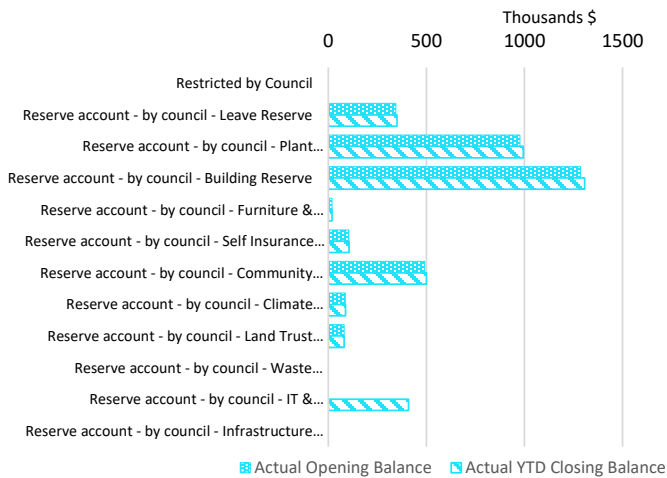 Thousands $
0 500 1000 1500
Restricted by Council
Reserve account - by council - Leave Reserve
Reserve account - by council - Plant...
Reserve account - by council - Building Reserve
Reserve account - by council - Furniture &...
Reserve account - by council - Self Insurance...
Reserve account - by council - Community...
Reserve account - by council - Climate...
Reserve account - by council - Land Trust...
Reserve account - by council - Waste...
Reserve account - by council - IT &...
Reserve account - by council - Infrastructure...
Actual Opening Balance Actual YTD Closing Balance